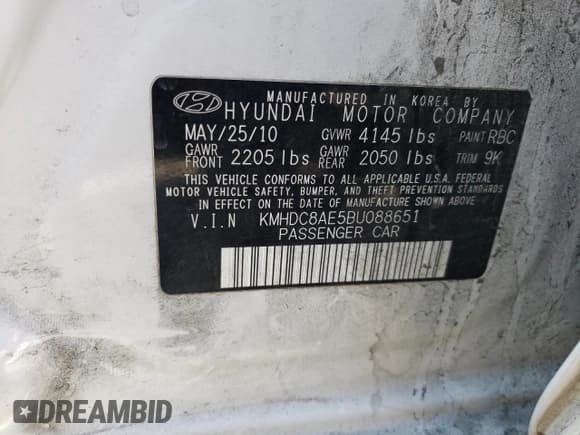 MANUFACTURED IN KOREA BY
HYUNDAI MOTOR COMPANY
MAY/25/10 GVWR 4145 lbs PAINT RBC
GAWR FRONT 2205 lbs GAWR REAR 2050 lbs TRIM 9K
THIS VEHICLE CONFORMS TO ALL APPLICABLE U.S.A. FEDERAL
MOTOR VEHICLE SAFETY, BUMPER, AND THEFT PREVENTION STANDARDS
IN EFFECT ON THE DATE OF MANUFACTURE SHOWN ABOVE.
V.I.N KMHDC8AE5BU088651
PASSENGER CAR
DREAMBID